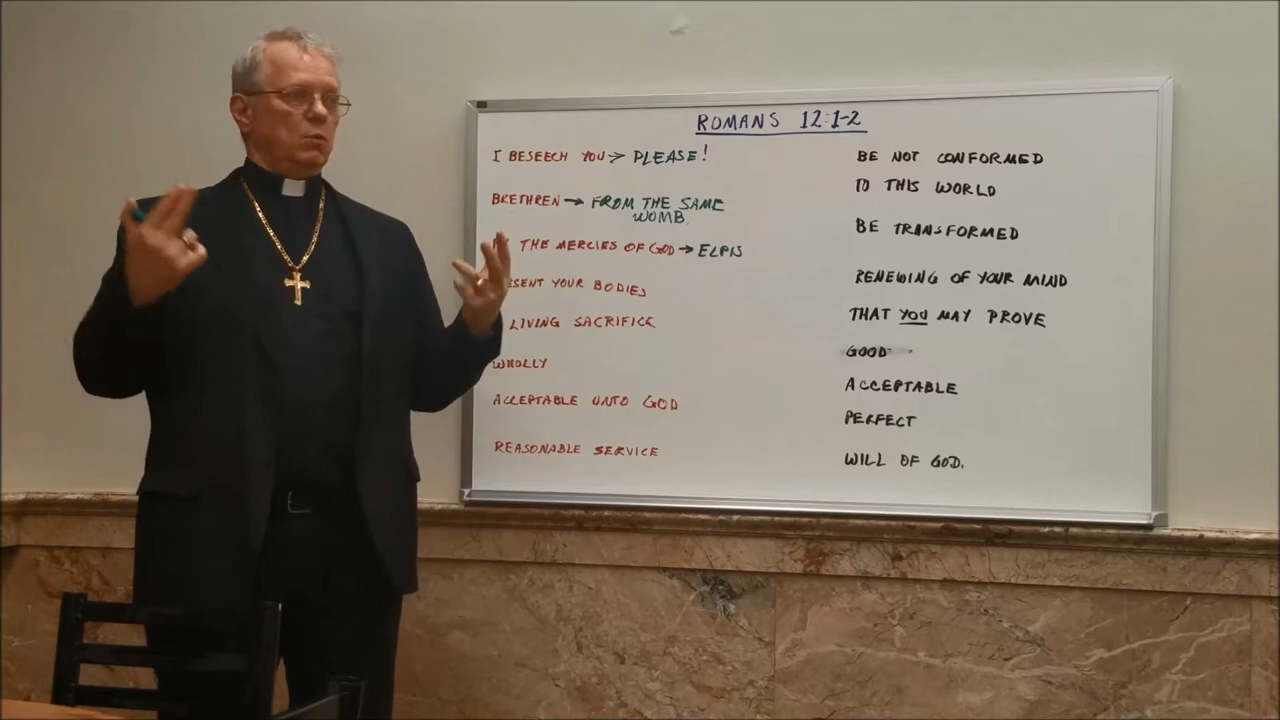 ROMANS 12:1-2
I BESEECH YOU → PLEASE!
BRETHREN → FROM THE SAME
WOMB.
THE MERCIES OF GOD → ELPIS
ESENT YOUR BODIES
LIVING SACRIFICE
WHOLLY
ACCEPTABLE UNTO GOD
REASONABLE SERVICE
BE NOT CONFORMED
TO THIS WORLD
BE TRANSFORMED
RENEWING OF YOUR MIND
THAT YOU MAY PROVE
GOOD
ACCEPTABLE
PERFECT
WILL OF GOD.